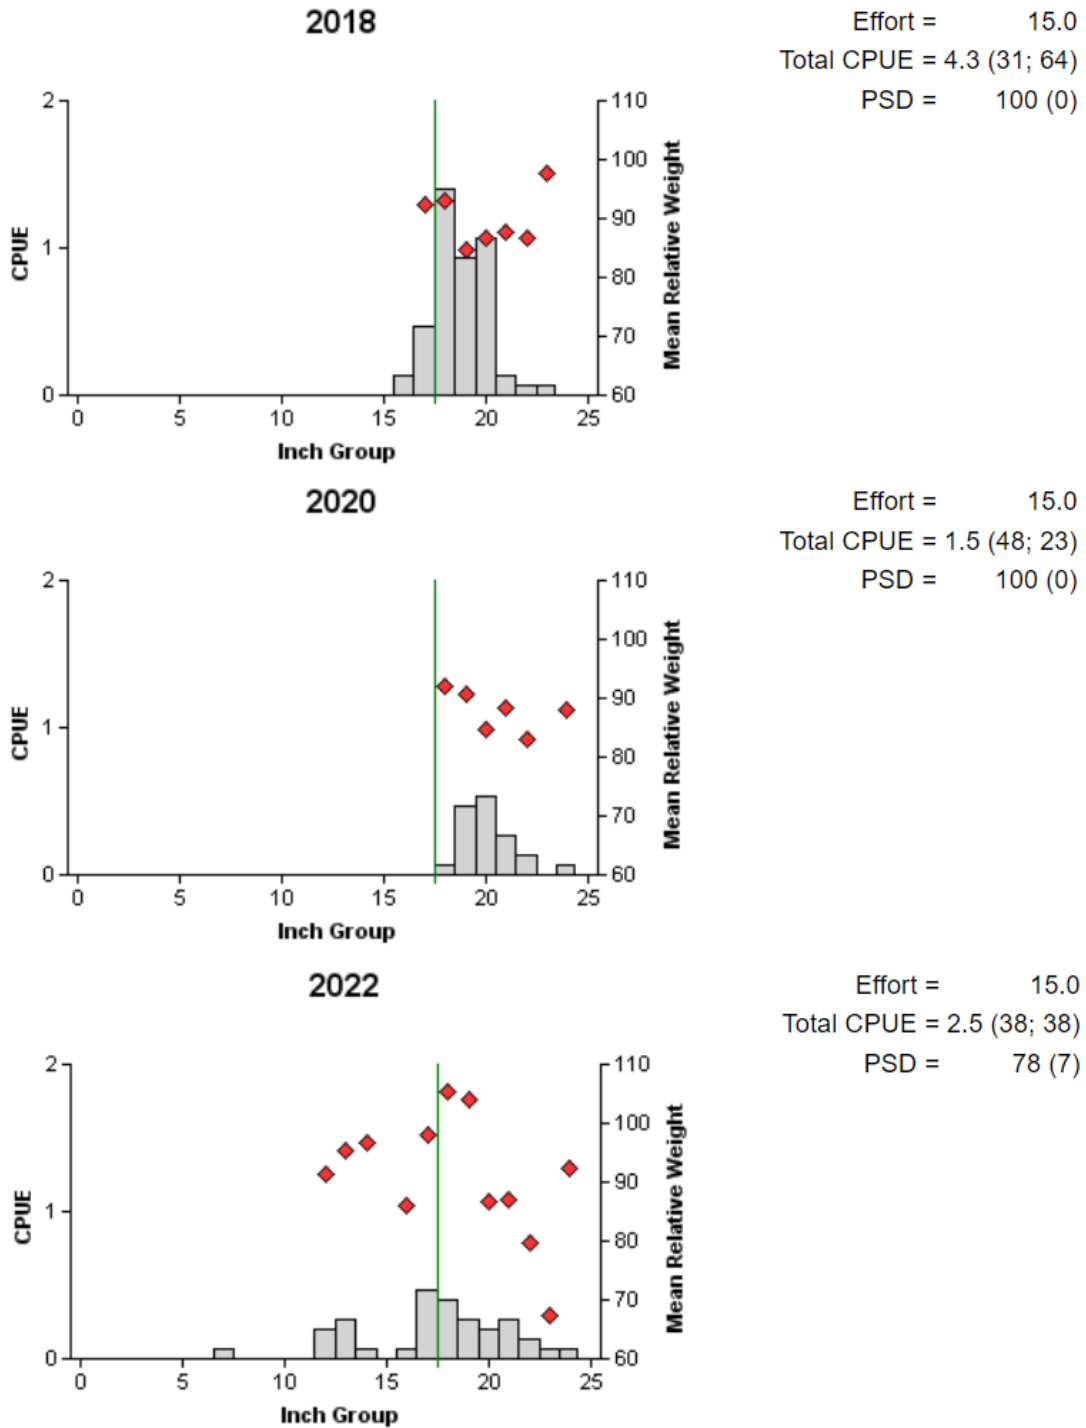 2018
Effort = 15.0
Total CPUE = 4.3 (31; 64)
PSD = 100 (0)
2 110
100
90
1 80
70
0 60
CPUE
Mean Relative Weight
0 5 10 15 20 25
Inch Group
2020
Effort = 15.0
Total CPUE = 1.5 (48; 23)
PSD = 100 (0)
2 110
100
90
1 80
70
0 60
CPUE
Mean Relative Weight
0 5 10 15 20 25
Inch Group
2022
Effort = 15.0
Total CPUE = 2.5 (38; 38)
PSD = 78 (7)
2 110
100
90
1 80
70
0 60
CPUE
Mean Relative Weight
0 5 10 15 20 25
Inch Group